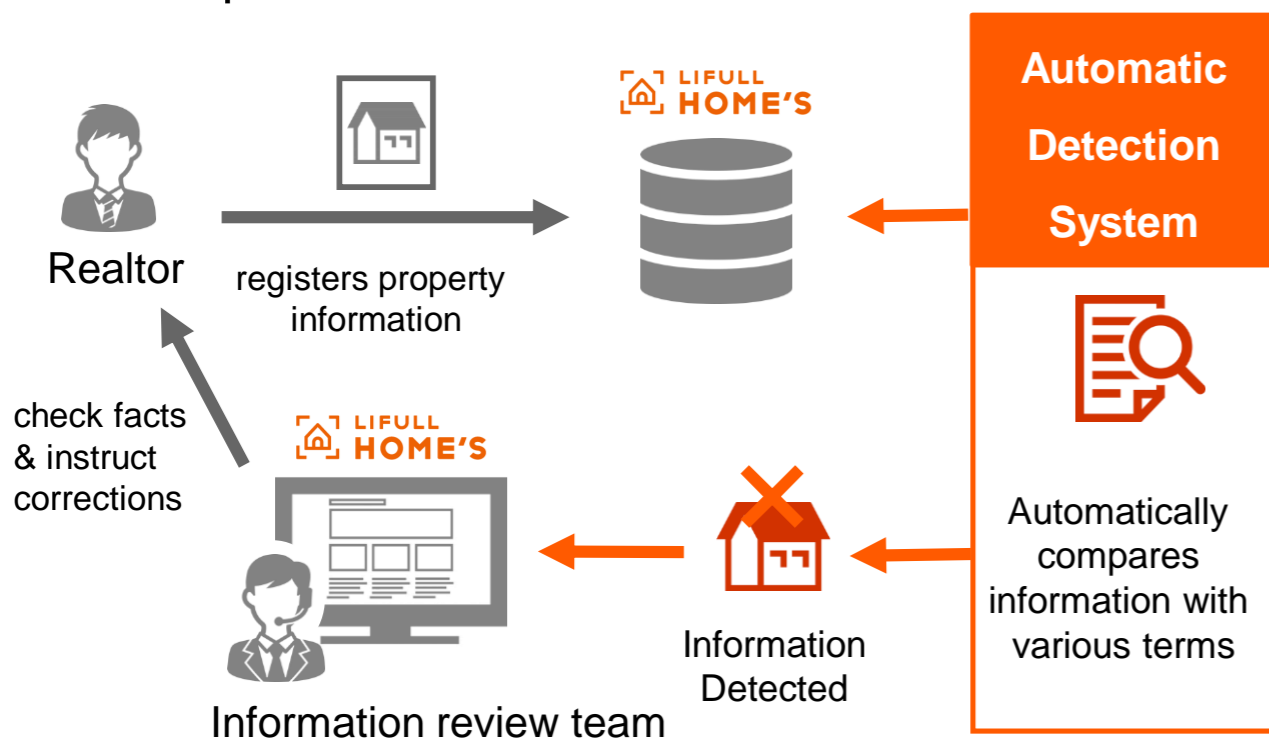 LIFULL
HOME'S
Automatic
Detection
System
Realtor
registers property
information
check facts
& instruct
corrections
LIFULL
HOME'S
Automatically
compares
information with
various terms
Information
Detected
Information review team